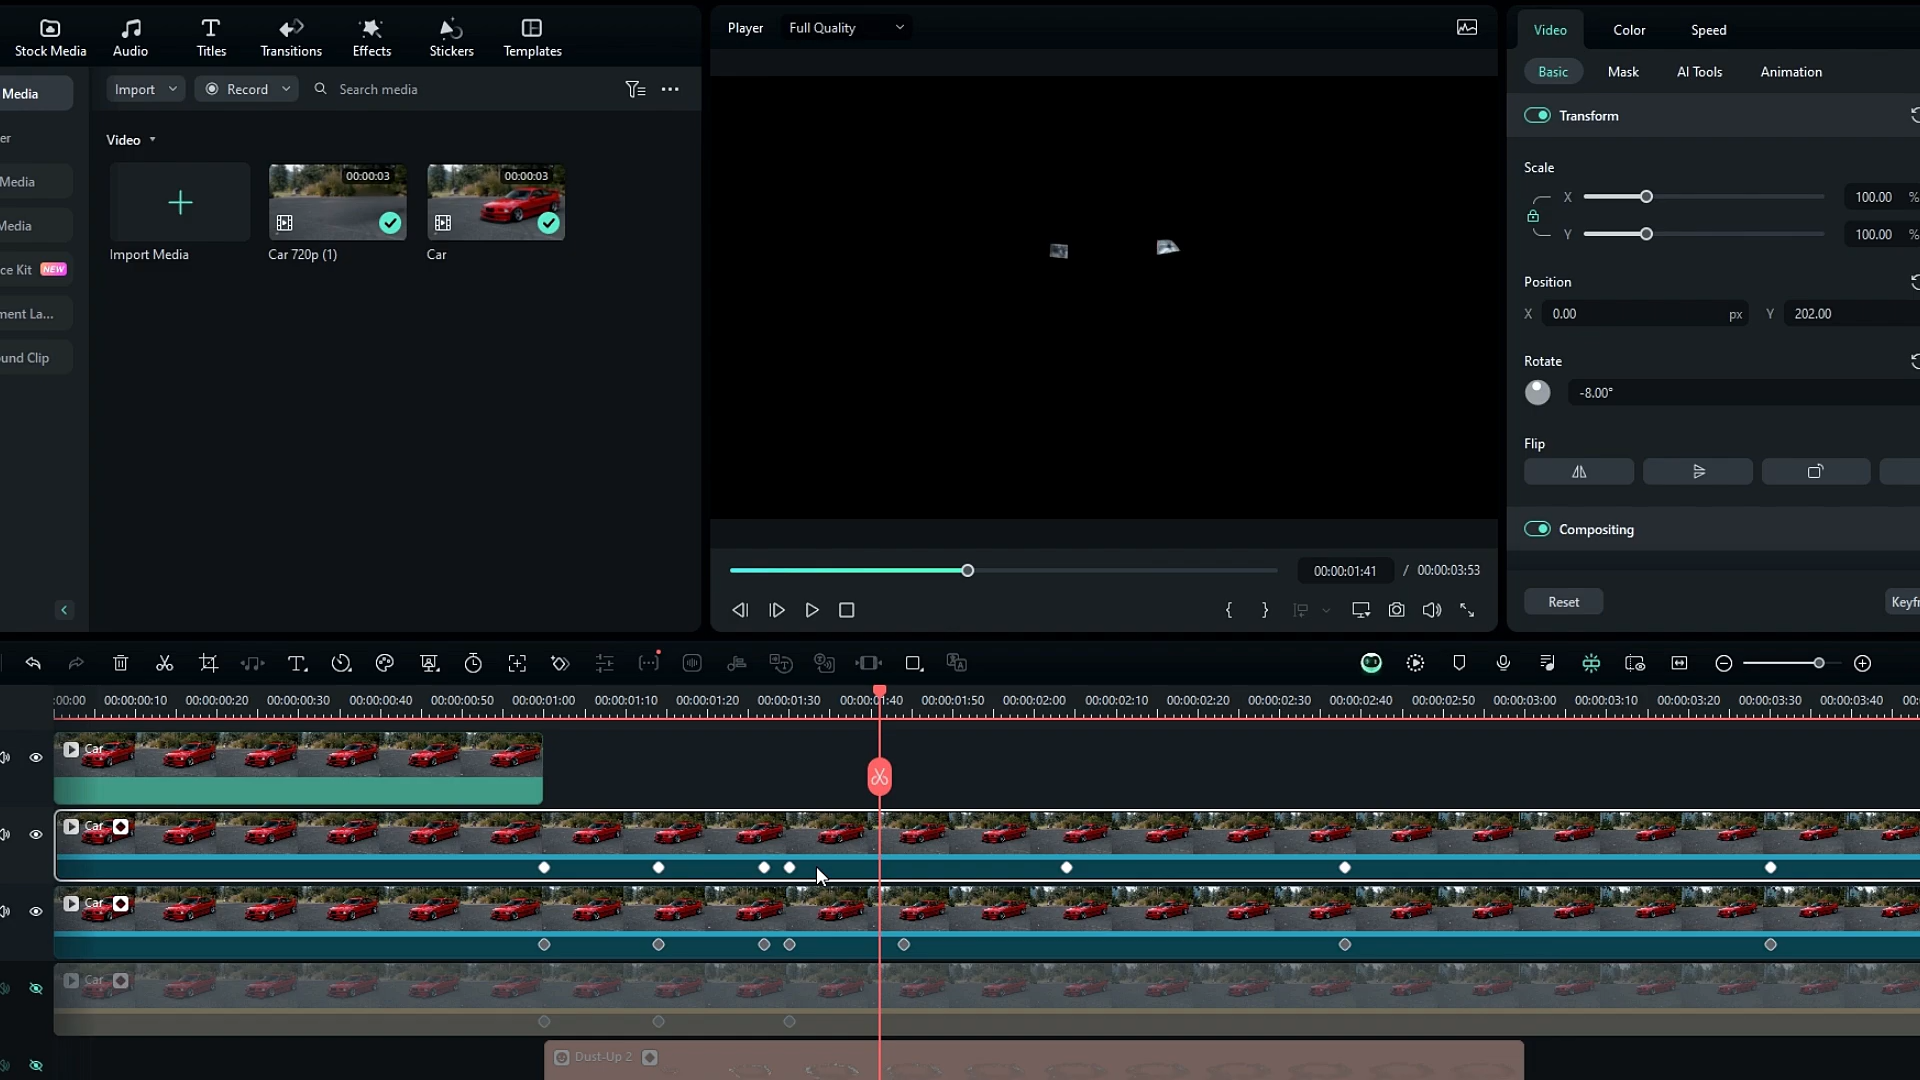 Stock Media
Audio
Titles
Transitions
Effects
Stickers
Templates
Media
er
Media
Media
ce Kit NEW
ment La...
und Clip
Import
Record
Search media
Video
00:00:03
00:00:03
Import Media
Car 720p (1)
Car
Player
Full Quality
00:00:01:41 / 00:00:03:53
Video
Color
Speed
Basic
Mask
AI Tools
Animation
Transform
Scale
X
100.00 %
Y
100.00 %
Position
X 0.00 px Y 202.00
Rotate
-8.00°
Flip
Compositing
Reset
Keyfr
:00:00 00:00:00:10 00:00:00:20 00:00:00:30 00:00:00:40 00:00:00:50 00:00:01:00 00:00:01:10 00:00:01:20 00:00:01:30 00:00:01:40 00:00:01:50 00:00:02:00 00:00:02:10 00:00:02:20 00:00:02:30 00:00:02:40 00:00:02:50 00:00:03:00 00:00:03:10 00:00:03:20 00:00:03:30 00:00:03:40 00:
Car
Car
Car
Car
Dust-Up 2